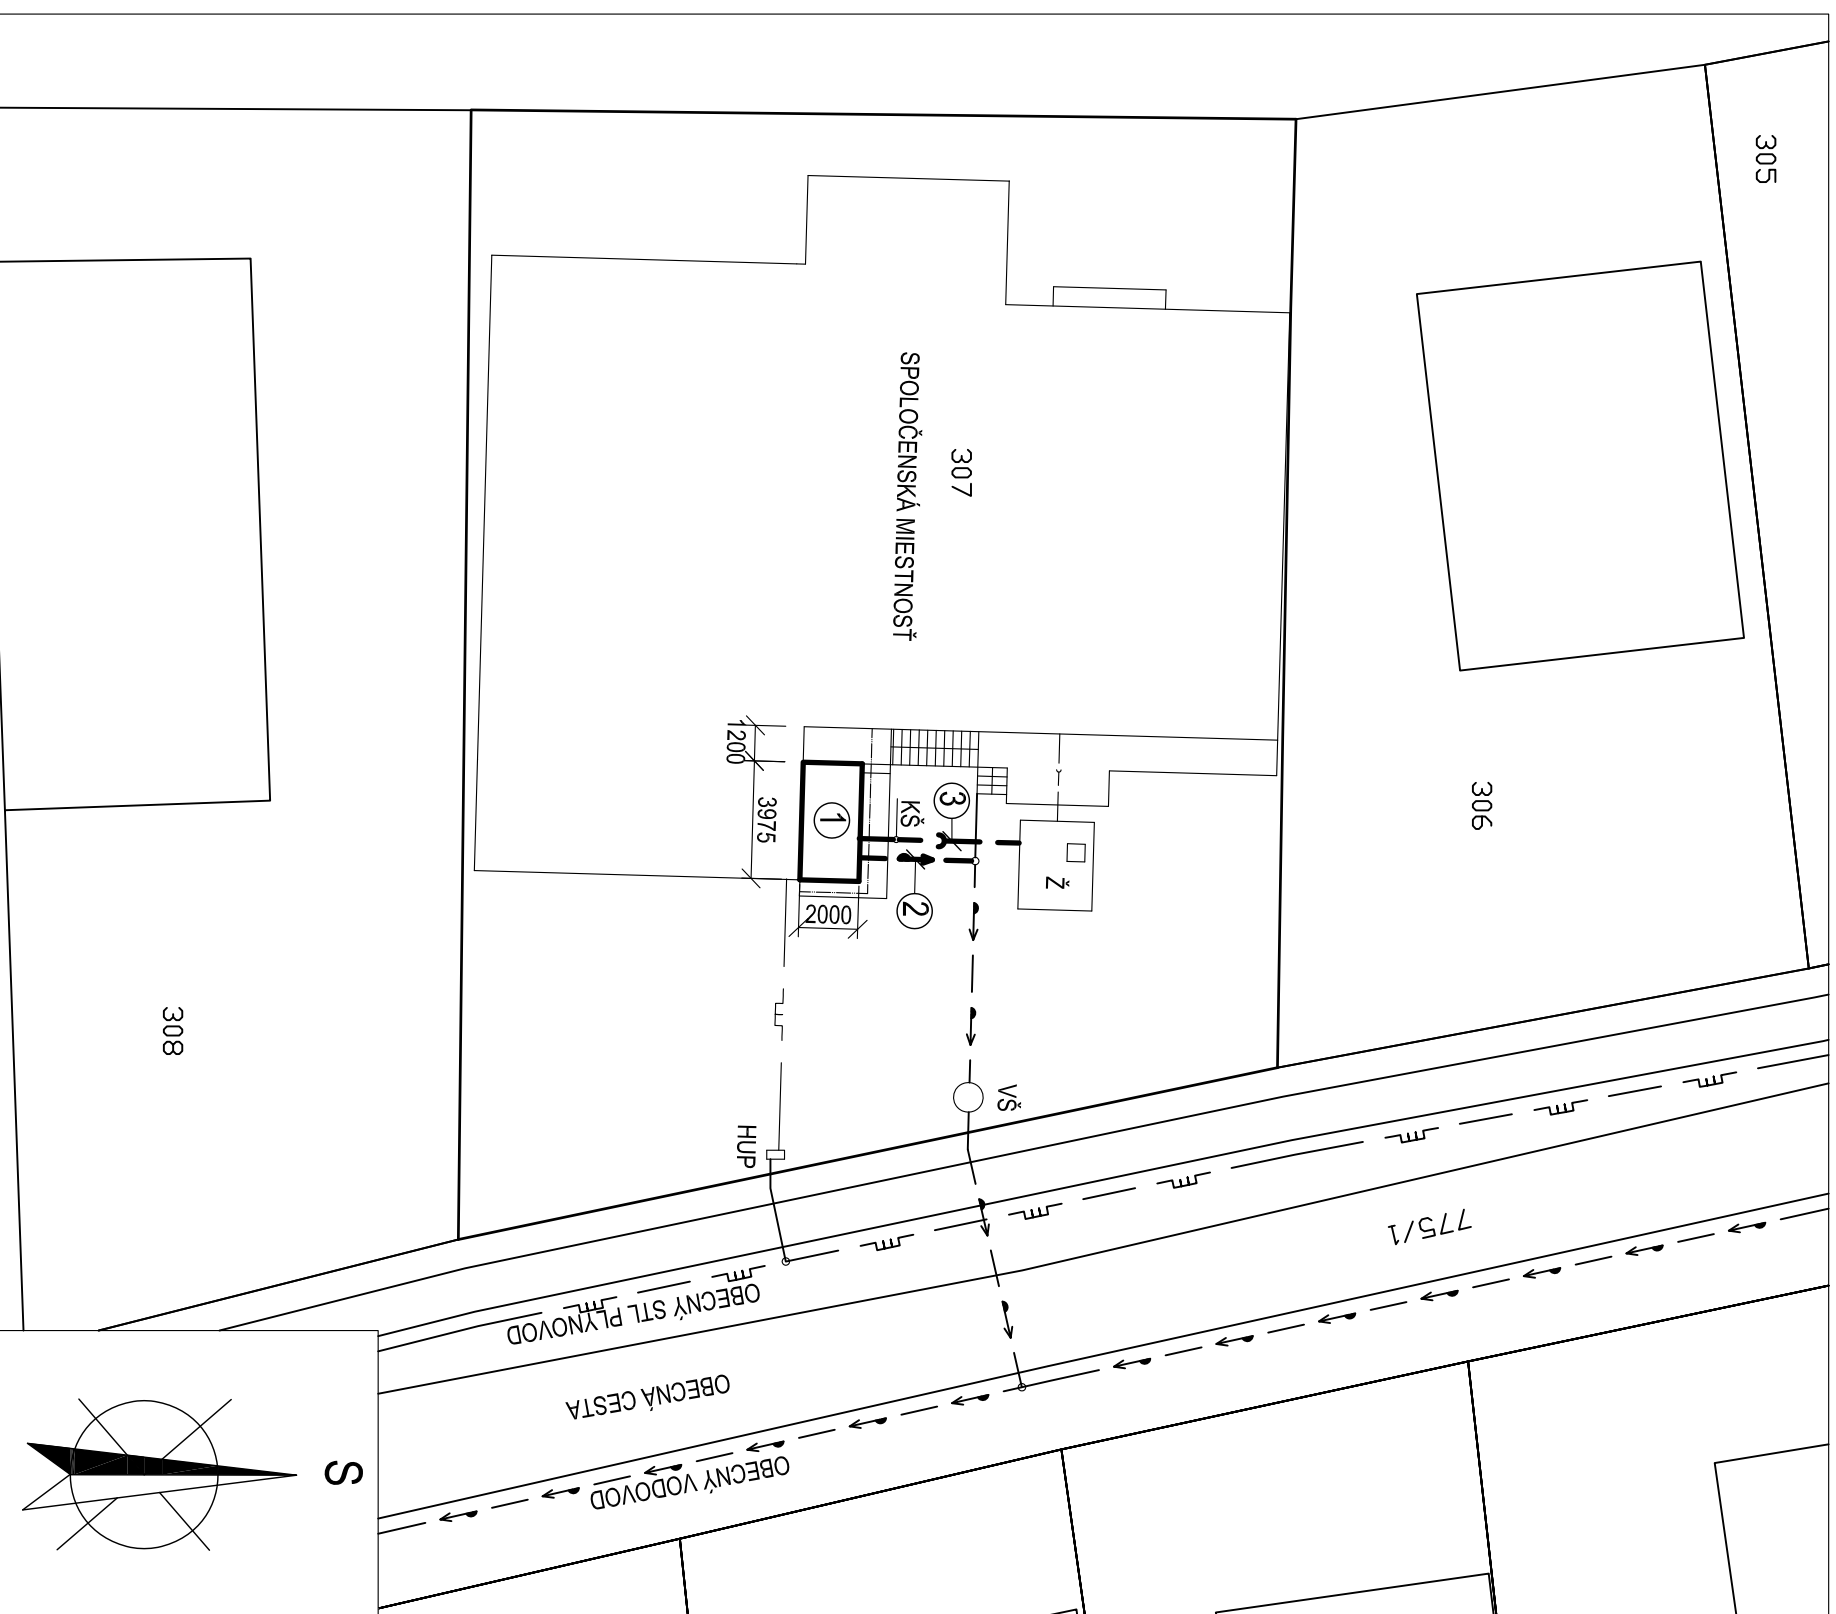 305
307
SPOLOČENSKÁ MIESTNOSŤ
306
1200
3975
1
KŠ
3
2
Ž
2000
308
VŠ
HUP
775/1
OBECNÝ STL PLYNOVOD
OBECNÁ CESTA
OBECNÝ VODOVOD
S